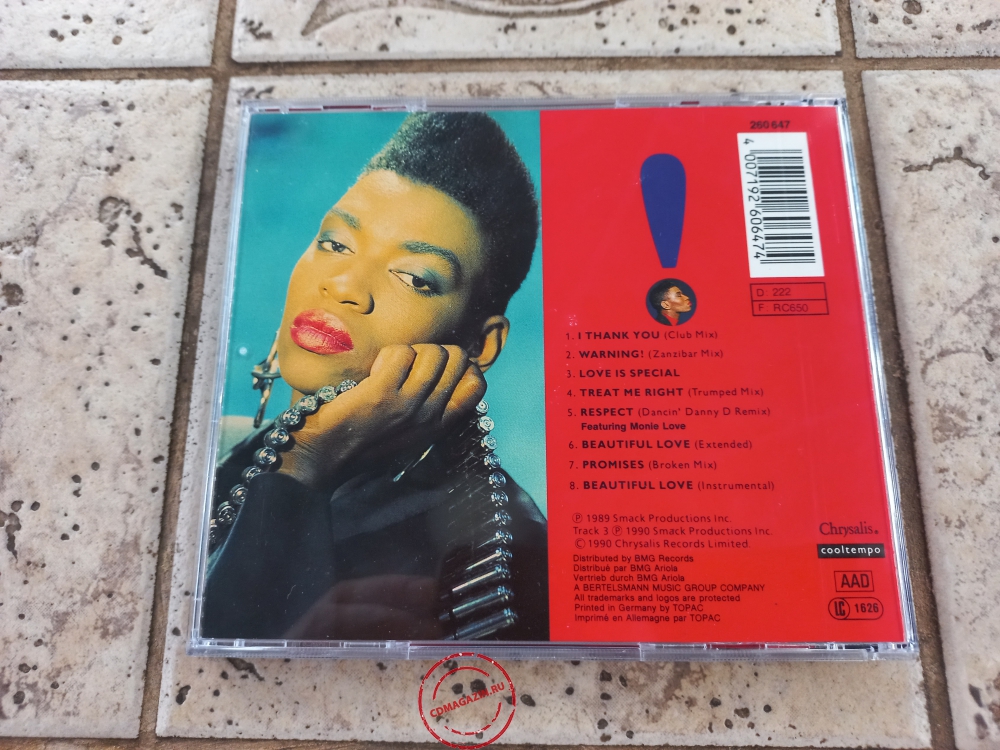 260 647
4 007192 606474
D: 222
F: RC650
1. I THANK YOU (Club Mix)
2. WARNING! (Zanzibar Mix)
3. LOVE IS SPECIAL
4. TREAT ME RIGHT (Trumped Mix)
5. RESPECT (Dancin' Danny D Remix)
Featuring Monie Love
6. BEAUTIFUL LOVE (Extended)
7. PROMISES (Broken Mix)
8. BEAUTIFUL LOVE (Instrumental)
Ⓟ 1989 Smack Productions Inc.
Track 3 Ⓟ 1990 Smack Productions Inc.
© 1990 Chrysalis Records Limited.
Distributed by BMG Records
Distribué par BMG Ariola
Vertrieb durch BMG Ariola
A BERTELSMANN MUSIC GROUP COMPANY
All trademarks and logos are protected
Printed in Germany by TOPAC
Imprimé en Allemagne par TOPAC
Chrysalis.
cooltempo
AAD
LC 1626
CDMAGAZIN.RU